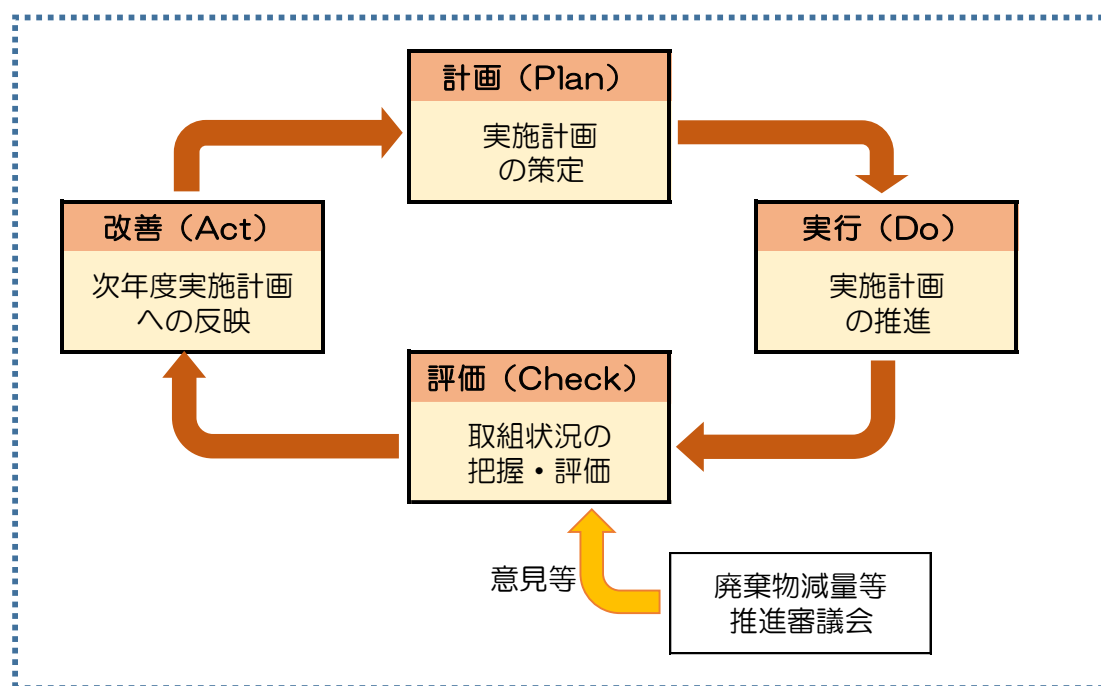 計画（Plan）
実施計画
の策定
改善（Act）
次年度実施計画
への反映
実行（Do）
実施計画
の推進
評価（Check）
取組状況の
把握・評価
意見等
廃棄物減量等
推進審議会